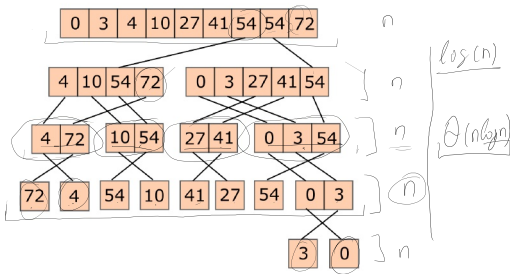 0 3 4 10 27 41 54 54 72 n
log(n)
4 10 54 72 0 3 27 41 54 ] n
4 72 10 54 27 41 0 3 54 ] n
Θ(nlogn)
72 4 54 10 41 27 54 0 3 ] n
3 0 ] n